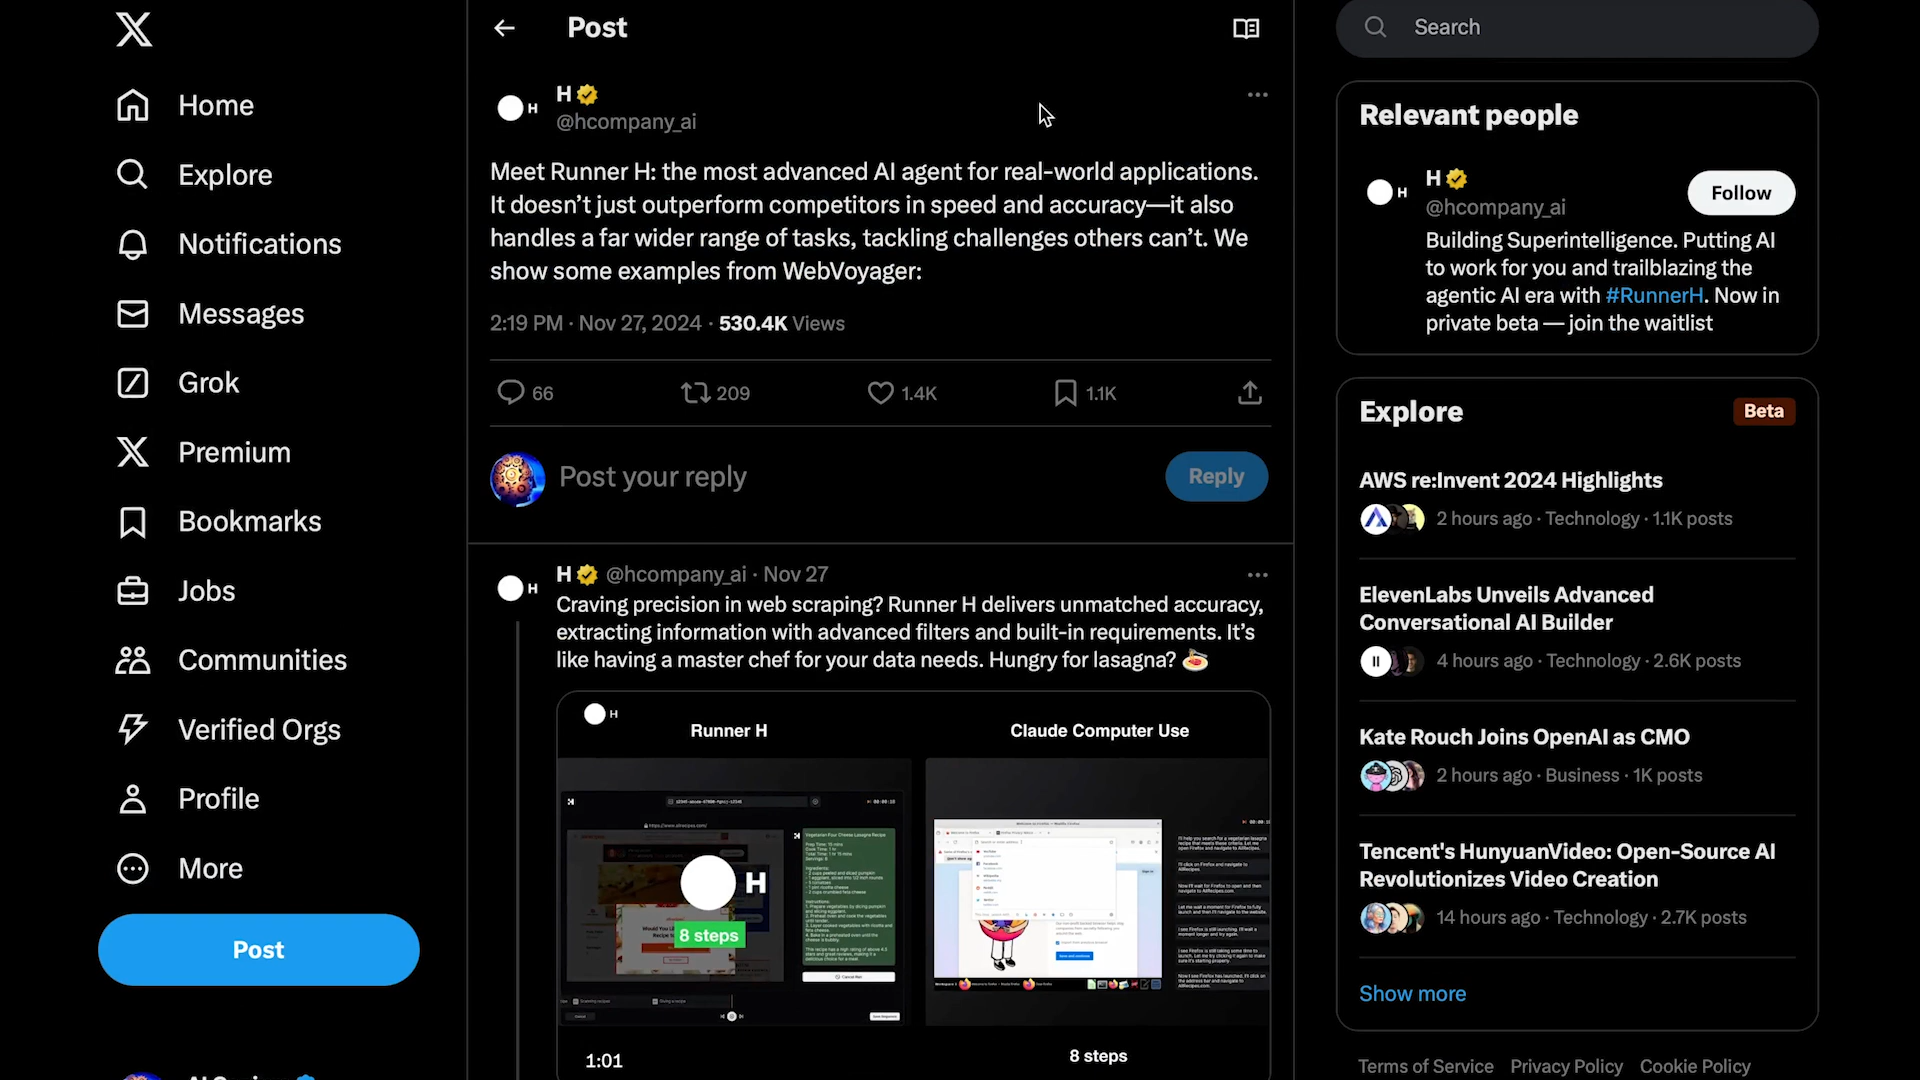 Home
Explore
Notifications
Messages
Grok
Premium
Bookmarks
Jobs
Communities
Verified Orgs
Profile
More
Post
Post
H
H
@hcompany_ai
Meet Runner H: the most advanced AI agent for real-world applications.
It doesn’t just outperform competitors in speed and accuracy—it also
handles a far wider range of tasks, tackling challenges others can’t. We
show some examples from WebVoyager:
2:19 PM · Nov 27, 2024 · 530.4K Views
66
209
1.4K
1.1K
Post your reply
Reply
H
H @hcompany_ai · Nov 27
Craving precision in web scraping? Runner H delivers unmatched accuracy,
extracting information with advanced filters and built-in requirements. It’s
like having a master chef for your data needs. Hungry for lasagna? 🍝
H
Runner H
Claude Computer Use
H
8 steps
1:01
8 steps
Search
Relevant people
H
H
@hcompany_ai
Follow
Building Superintelligence. Putting AI
to work for you and trailblazing the
agentic AI era with #RunnerH. Now in
private beta — join the waitlist
Explore
Beta
AWS re:Invent 2024 Highlights
2 hours ago · Technology · 1.1K posts
ElevenLabs Unveils Advanced
Conversational AI Builder
4 hours ago · Technology · 2.6K posts
Kate Rouch Joins OpenAI as CMO
2 hours ago · Business · 1K posts
Tencent's HunyuanVideo: Open-Source AI
Revolutionizes Video Creation
14 hours ago · Technology · 2.7K posts
Show more
Terms of Service Privacy Policy Cookie Policy